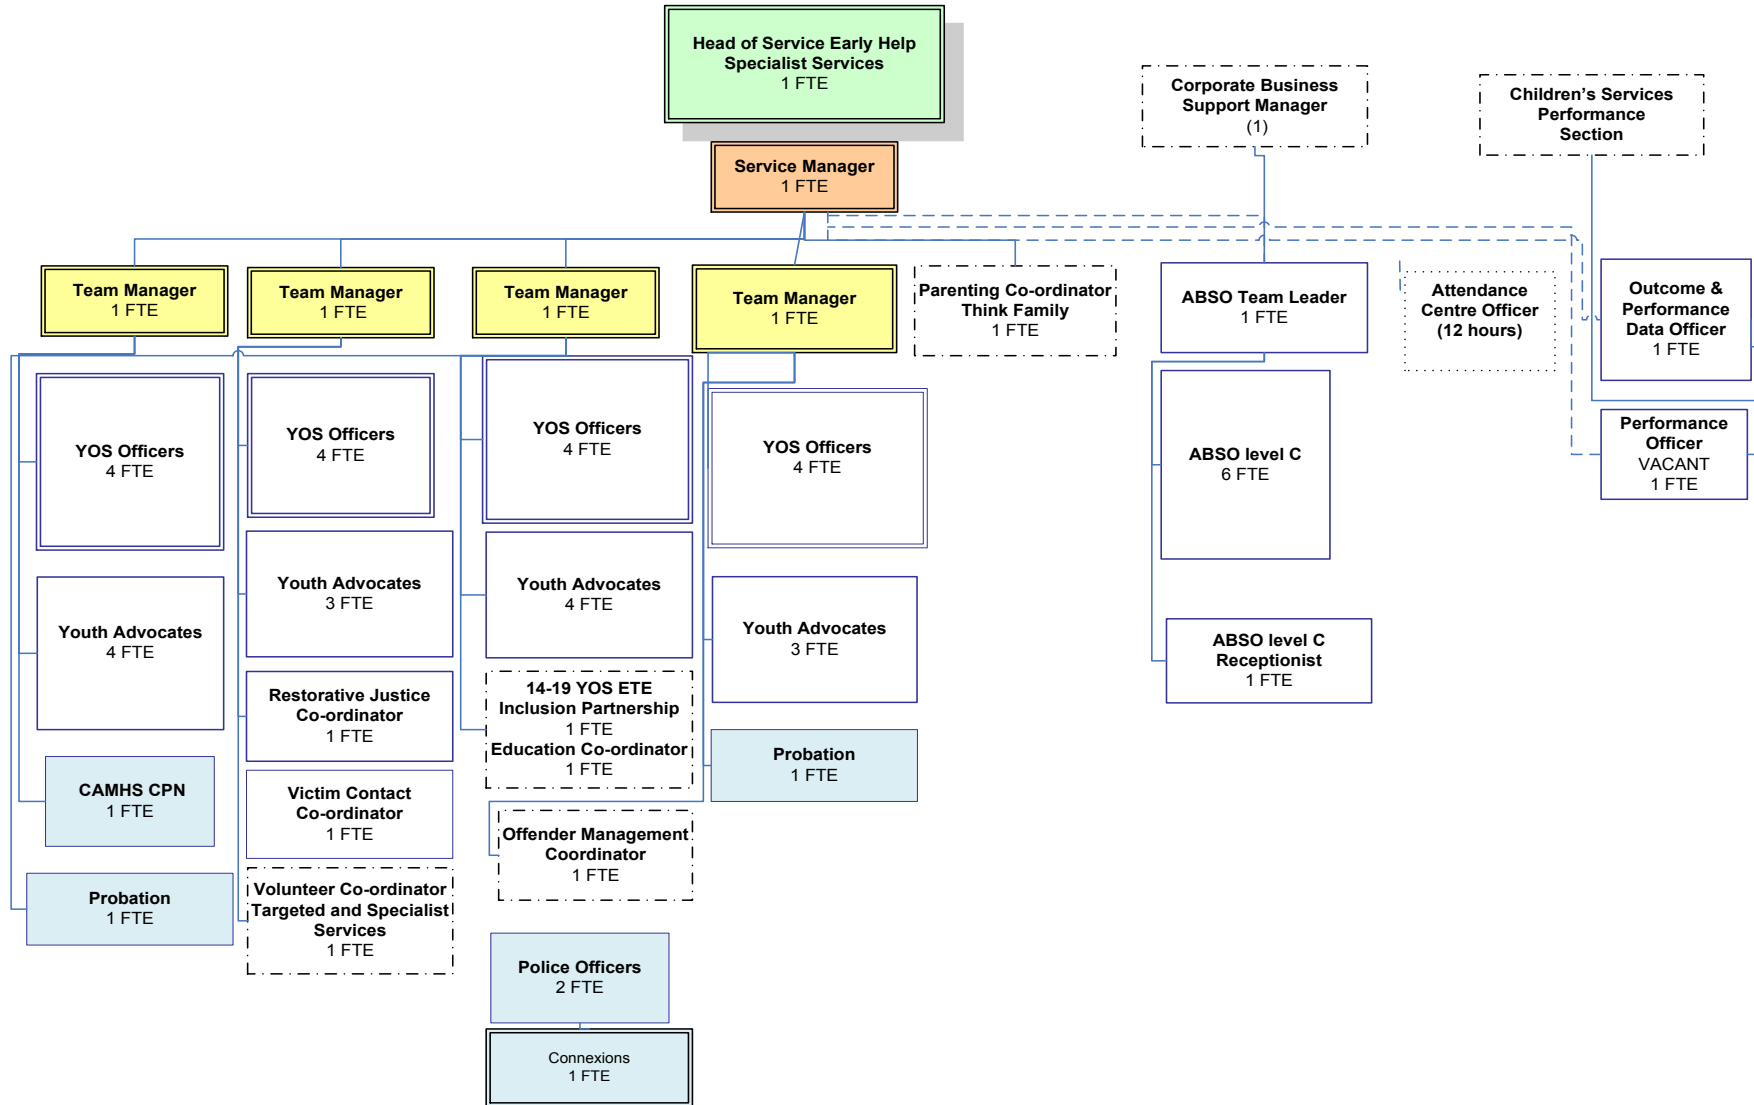 Head of Service Early Help
Specialist Services
1 FTE
Corporate Business
Support Manager
(1)
Children’s Services
Performance
Section
Service Manager
1 FTE
Team Manager
1 FTE
Team Manager
1 FTE
Team Manager
1 FTE
Team Manager
1 FTE
Parenting Co-ordinator
Think Family
1 FTE
ABSO Team Leader
1 FTE
Attendance
Centre Officer
(12 hours)
Outcome &
Performance
Data Officer
1 FTE
YOS Officers
4 FTE
YOS Officers
4 FTE
YOS Officers
4 FTE
YOS Officers
4 FTE
ABSO level C
6 FTE
Performance
Officer
VACANT
1 FTE
Youth Advocates
4 FTE
Youth Advocates
3 FTE
Youth Advocates
4 FTE
Youth Advocates
3 FTE
ABSO level C
Receptionist
1 FTE
Restorative Justice
Co-ordinator
1 FTE
14-19 YOS ETE
Inclusion Partnership
1 FTE
Education Co-ordinator
1 FTE
Probation
1 FTE
CAMHS CPN
1 FTE
Victim Contact
Co-ordinator
1 FTE
Offender Management
Coordinator
1 FTE
Probation
1 FTE
Volunteer Co-ordinator
Targeted and Specialist
Services
1 FTE
Police Officers
2 FTE
Connexions
1 FTE